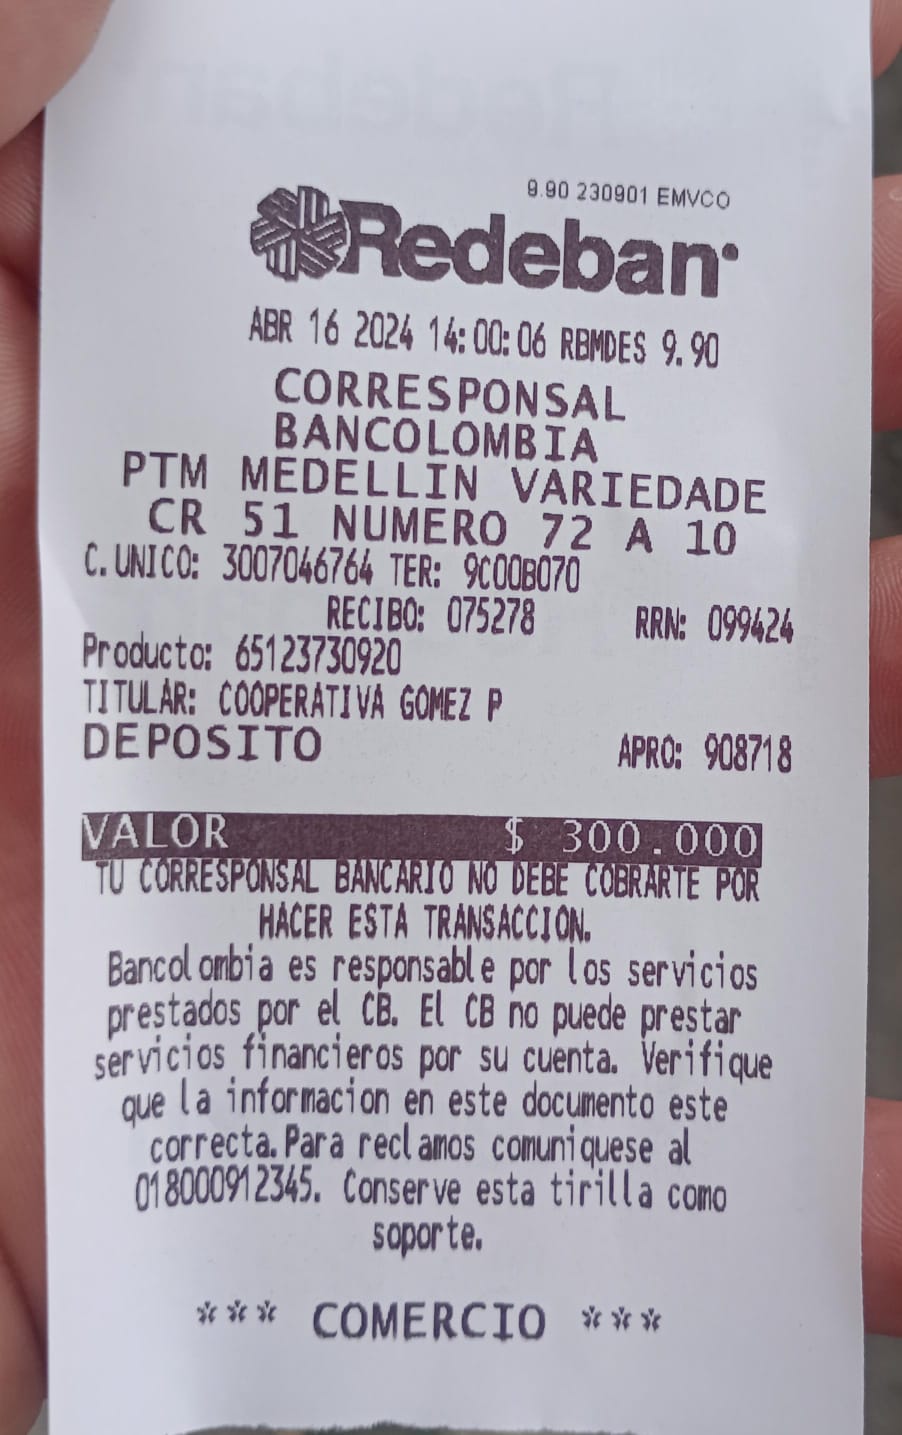 9.90 230901 EMVCO
Redeban
ABR 16 2024 14:00:06 RBMDES 9.90
CORRESPONSAL
BANCOLOMBIA
PTM MEDELLIN VARIEDADE
CR 51 NUMERO 72 A 10
C.UNICO: 3007046764 TER: 9C00B070
RECIBO: 075278 RRN: 099424
Producto: 65123730920
TITULAR: COOPERATIVA GOMEZ P
DEPOSITO APRO: 908718
VALOR $ 300.000
TU CORRESPONSAL BANCARIO NO DEBE COBRARTE POR
HACER ESTA TRANSACCION.
Bancolombia es responsable por los servicios
prestados por el CB. El CB no puede prestar
servicios financieros por su cuenta. Verifique
que la informacion en este documento este
correcta.Para reclamos comuniquese al
018000912345. Conserve esta tirilla como
soporte.
*** COMERCIO ***